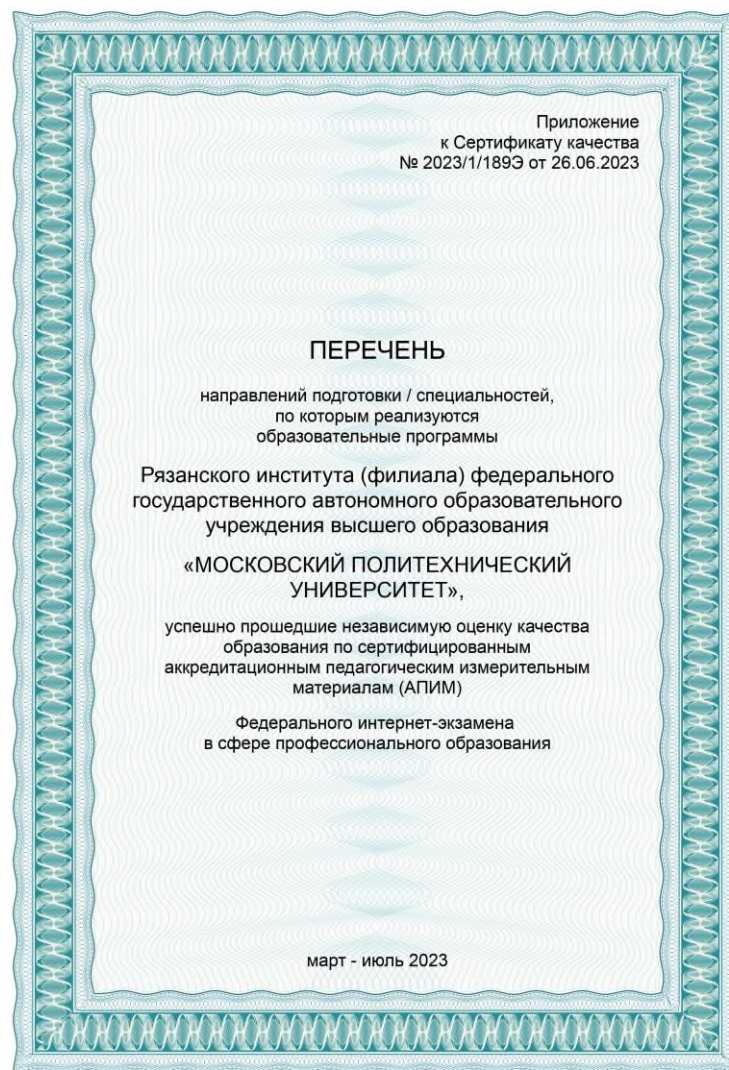 Приложение
к Сертификату качества
№ 2023/1/189Э от 26.06.2023
ПЕРЕЧЕНЬ
направлений подготовки / специальностей,
по которым реализуются
образовательные программы
Рязанского института (филиала) федерального
государственного автономного образовательного
учреждения высшего образования
«МОСКОВСКИЙ ПОЛИТЕХНИЧЕСКИЙ
УНИВЕРСИТЕТ»,
успешно прошедшие независимую оценку качества
образования по сертифицированным
аккредитационным педагогическим измерительным
материалам (АПИМ)
Федерального интернет-экзамена
в сфере профессионального образования
март - июль 2023